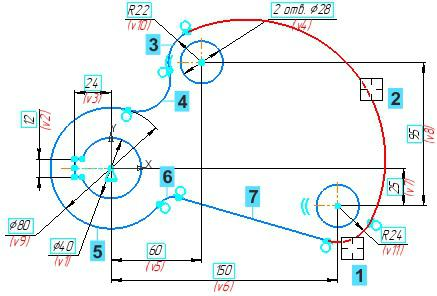 R22
(v10)
2 отв. ⌀28
(v4)
3
24
(v3)
2
4
12
(v2)
Y
X
95
(v8)
25
(v7)
6
7
⌀80
(v9)
⌀40
(v1)
5
60
(v5)
150
(v6)
R24
(v11)
1